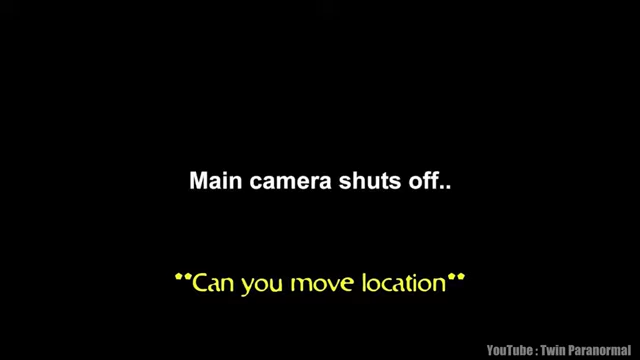 Main camera shuts off..
**Can you move location**
YouTube : Twin Paranormal